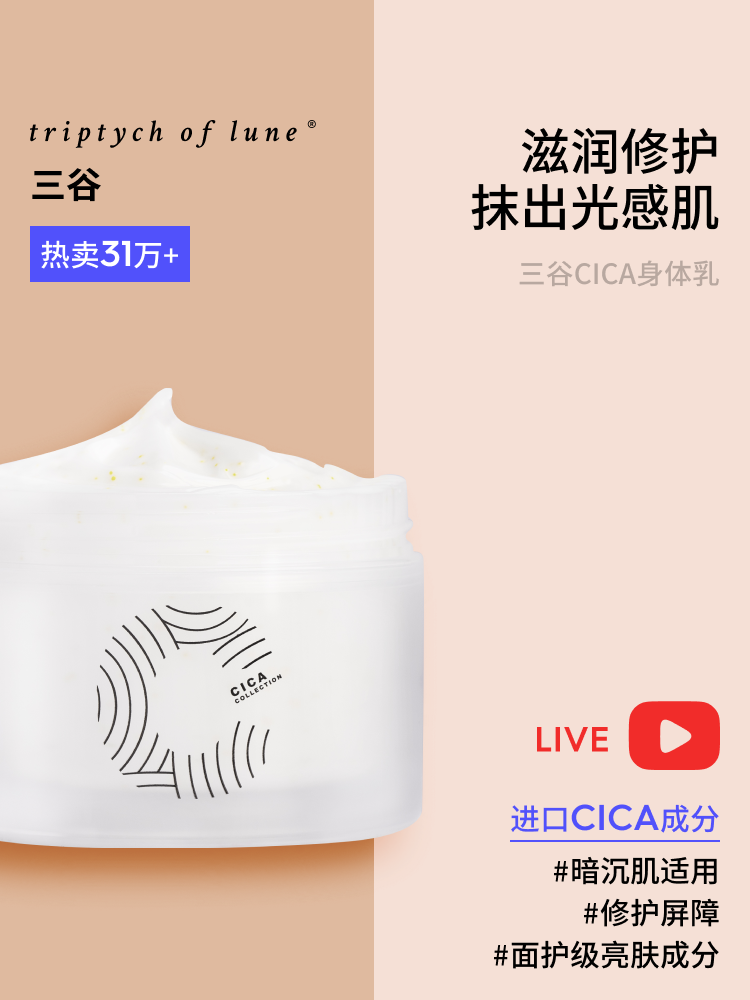 triptych of lune®
三谷
热卖31万+
滋润修护
抹出光感肌
三谷CICA身体乳
CICA
COLLECTION
LIVE
进口CICA成分
#暗沉肌适用
#修护屏障
#面护级亮肤成分